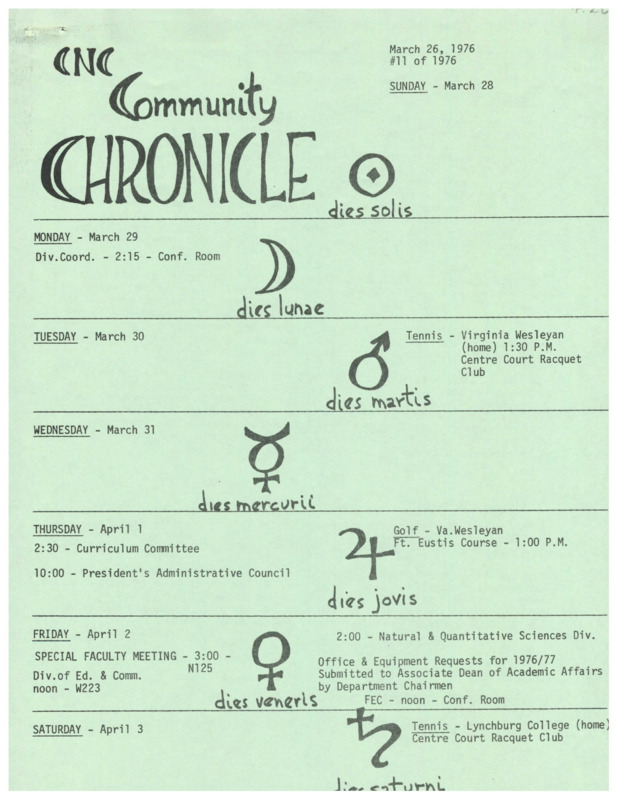 CNC
Community
CHRONICLE
March 26, 1976
#11 of 1976
SUNDAY - March 28
dies solis
MONDAY - March 29
Div.Coord. - 2:15 - Conf. Room
dies lunae
TUESDAY - March 30
Tennis - Virginia Wesleyan
(home) 1:30 P.M.
Centre Court Racquet
Club
dies martis
WEDNESDAY - March 31
dies mercurii
THURSDAY - April 1
2:30 - Curriculum Committee
10:00 - President's Administrative Council
Golf - Va.Wesleyan
Ft. Eustis Course - 1:00 P.M.
dies jovis
FRIDAY - April 2
SPECIAL FACULTY MEETING - 3:00 -
N125
Div.of Ed. & Comm.
noon - W223
dies veneris
2:00 - Natural & Quantitative Sciences Div.
Office & Equipment Requests for 1976/77
Submitted to Associate Dean of Academic Affairs
by Department Chairmen
FEC - noon - Conf. Room
SATURDAY - April 3
Tennis - Lynchburg College (home)
Centre Court Racquet Club
dies saturni